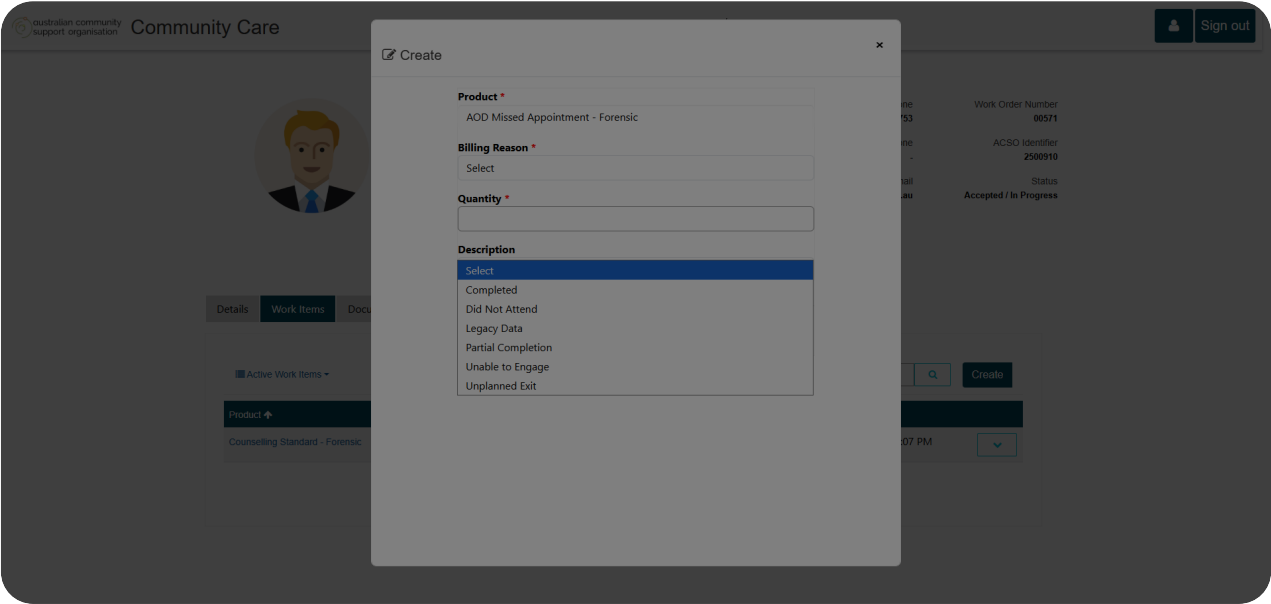 australian community
support organisation
Community Care
Sign out
Create
×
Product *
AOD Missed Appointment - Forensic
Billing Reason *
Select
Quantity *
Description
Select
Completed
Did Not Attend
Legacy Data
Partial Completion
Unable to Engage
Unplanned Exit
Work Order Number
00571
ACSO Identifier
2500910
Status
.au
Accepted / In Progress
Details
Work Items
Active Work Items
Create
Product
Counselling Standard - Forensic
:07 PM